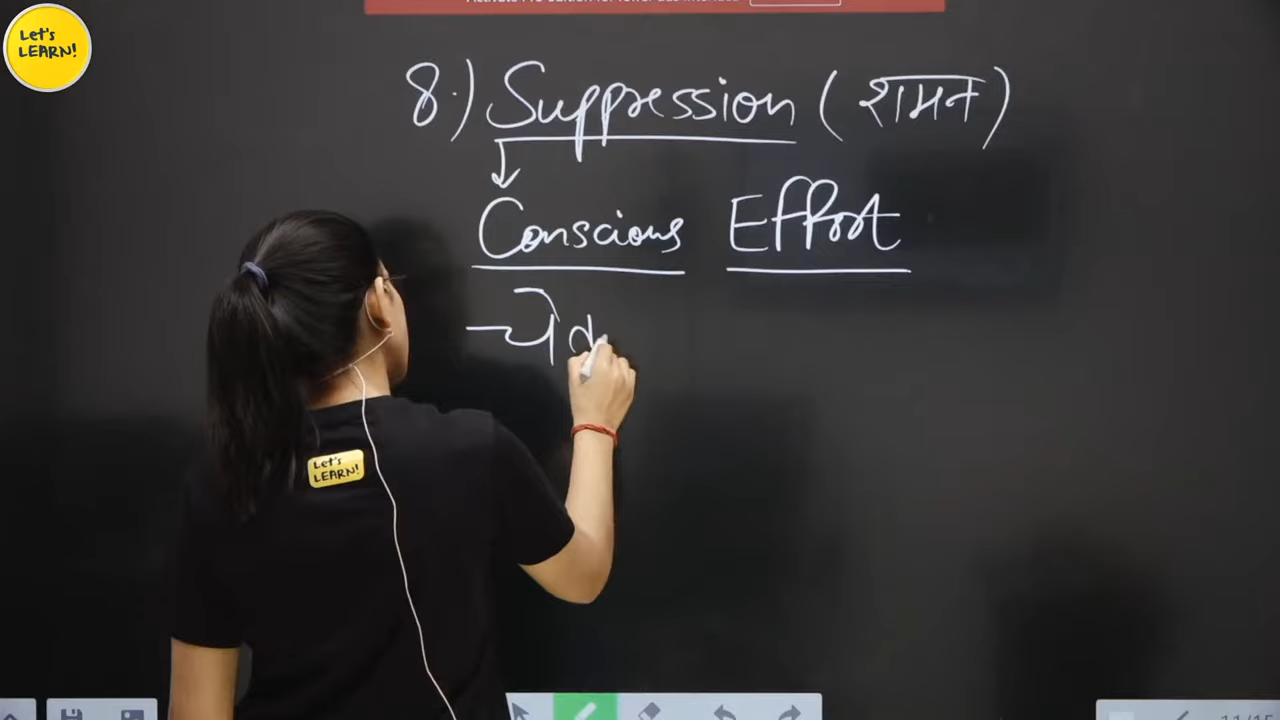 Let's
LEARN!
8.) Suppression (शमन)
Conscious Effort
चेत
Let's
LEARN!